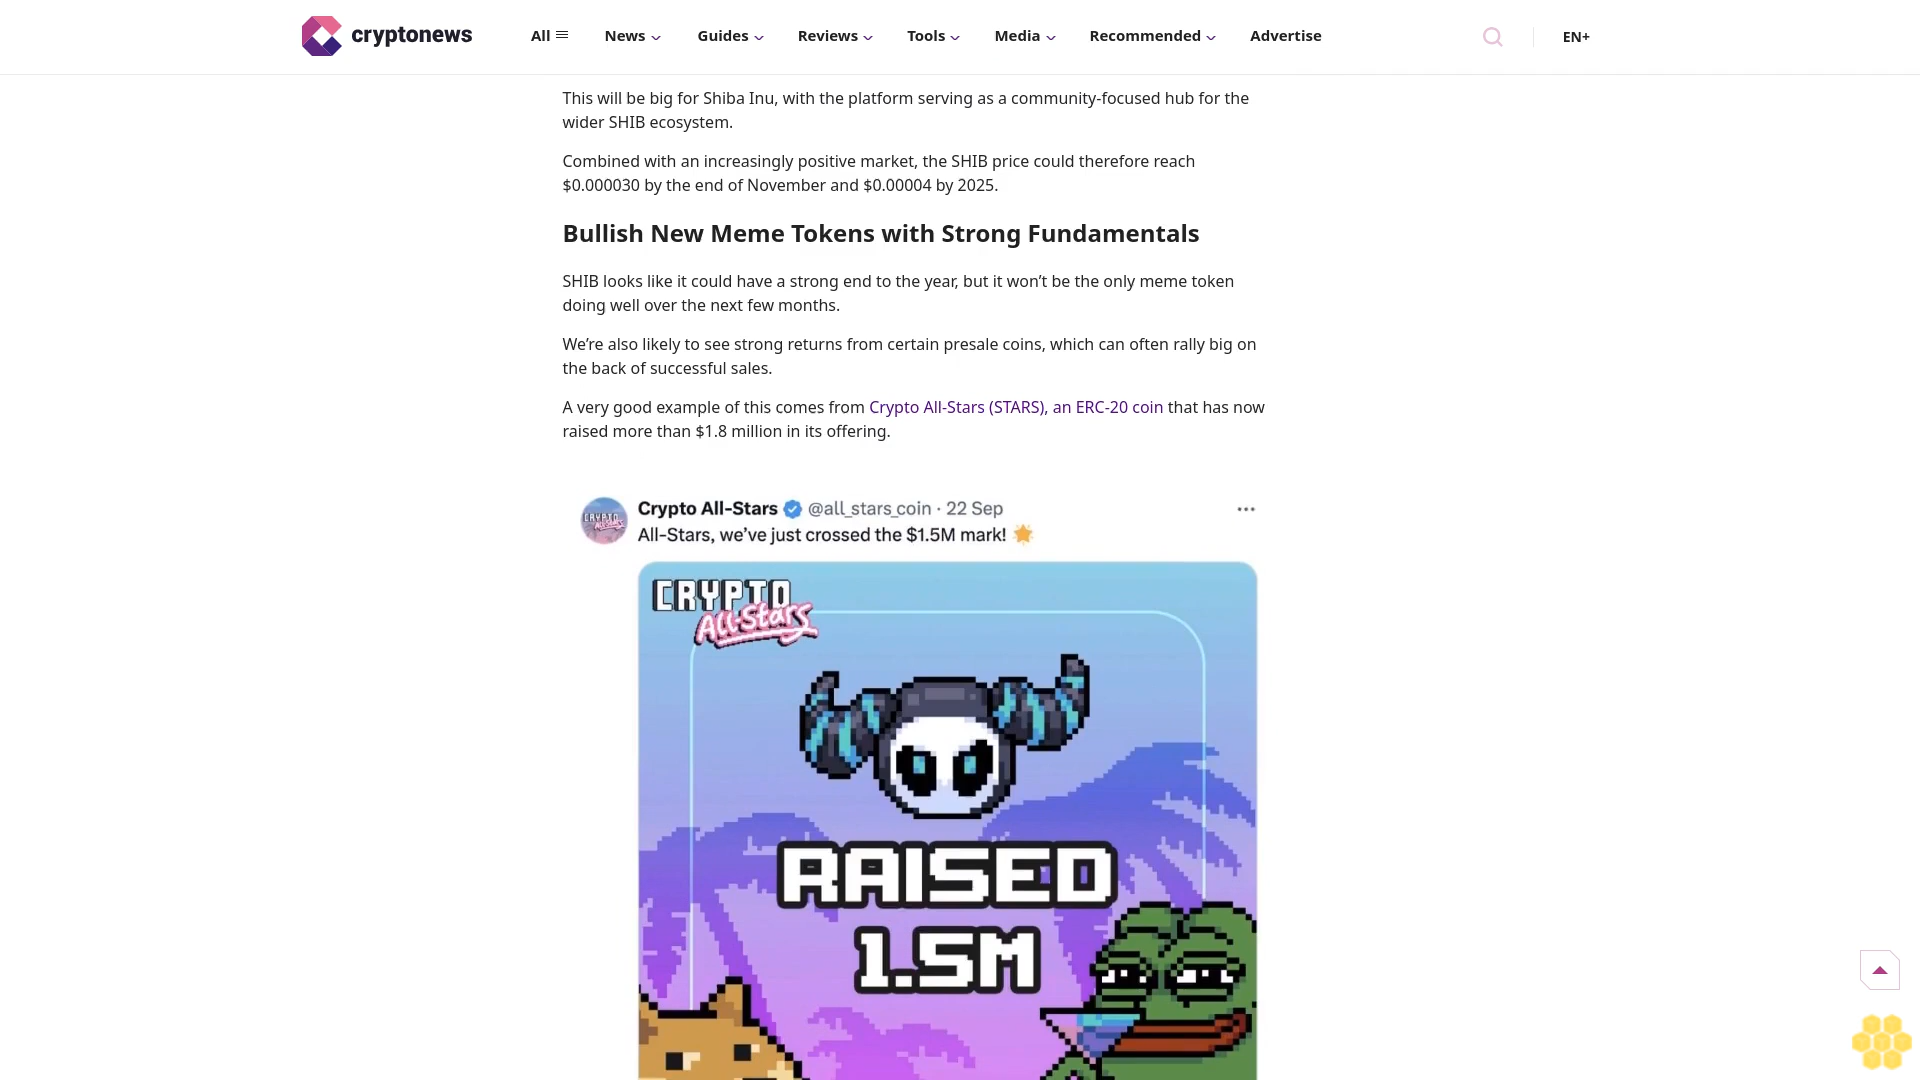 cryptonews All News Guides Reviews Tools Media Recommended Advertise EN+
This will be big for Shiba Inu, with the platform serving as a community-focused hub for the
wider SHIB ecosystem.
Combined with an increasingly positive market, the SHIB price could therefore reach
$0.000030 by the end of November and $0.00004 by 2025.
Bullish New Meme Tokens with Strong Fundamentals
SHIB looks like it could have a strong end to the year, but it won’t be the only meme token
doing well over the next few months.
We’re also likely to see strong returns from certain presale coins, which can often rally big on
the back of successful sales.
A very good example of this comes from Crypto All-Stars (STARS), an ERC-20 coin that has now
raised more than $1.8 million in its offering.
Crypto All-Stars @all_stars_coin · 22 Sep
All-Stars, we’ve just crossed the $1.5M mark!
CRYPTO
All-Stars
RAISED
1.5M